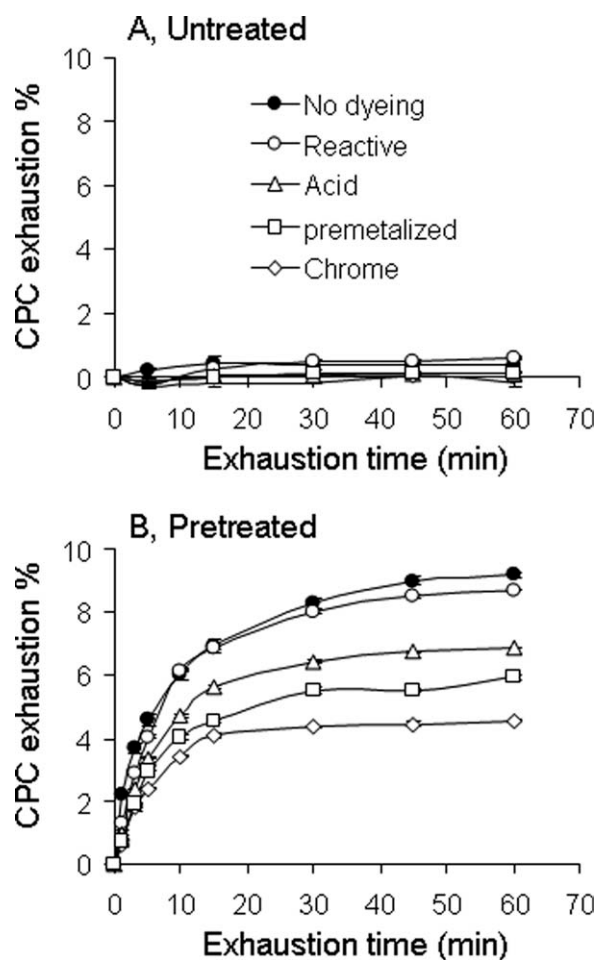 A, Untreated
10
8
6
4
2
0
CPC exhaustion %
No dyeing
Reactive
Acid
premetalized
Chrome
0 10 20 30 40 50 60 70
Exhaustion time (min)
B, Pretreated
10
8
6
4
2
0
CPC exhaustion %
0 10 20 30 40 50 60 70
Exhaustion time (min)